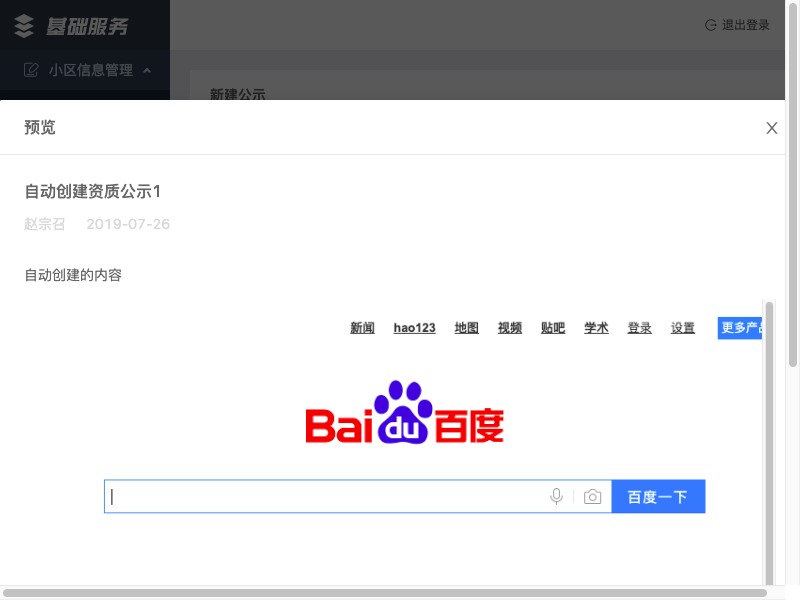 基础服务
退出登录
小区信息管理
新建公示
预览
自动创建资质公示1
赵宗召 2019-07-26
自动创建的内容
新闻 hao123 地图 视频 贴吧 学术 登录 设置 更多产品
Bai du 百度
百度一下